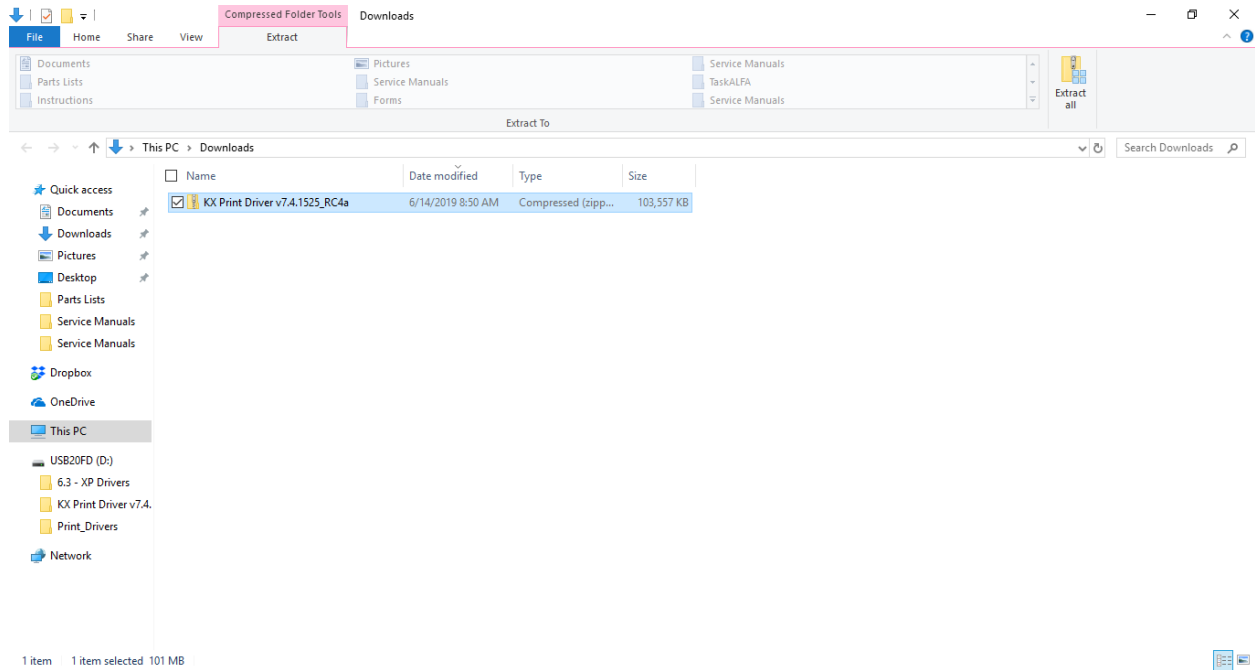 Compressed Folder Tools Downloads
File Home Share View Extract
Documents Pictures Service Manuals
Parts Lists Service Manuals TaskALFA
Instructions Forms Service Manuals
Extract all
Extract To
This PC > Downloads Search Downloads
Name Date modified Type Size
KX Print Driver v7.4.1525_RC4a 6/14/2019 8:50 AM Compressed (zipp... 103,557 KB
Quick access
Documents
Downloads
Pictures
Desktop
Parts Lists
Service Manuals
Service Manuals
Dropbox
OneDrive
This PC
USB20FD (D:)
6.3 - XP Drivers
KX Print Driver v7.4.
Print_Drivers
Network
1 item 1 item selected 101 MB